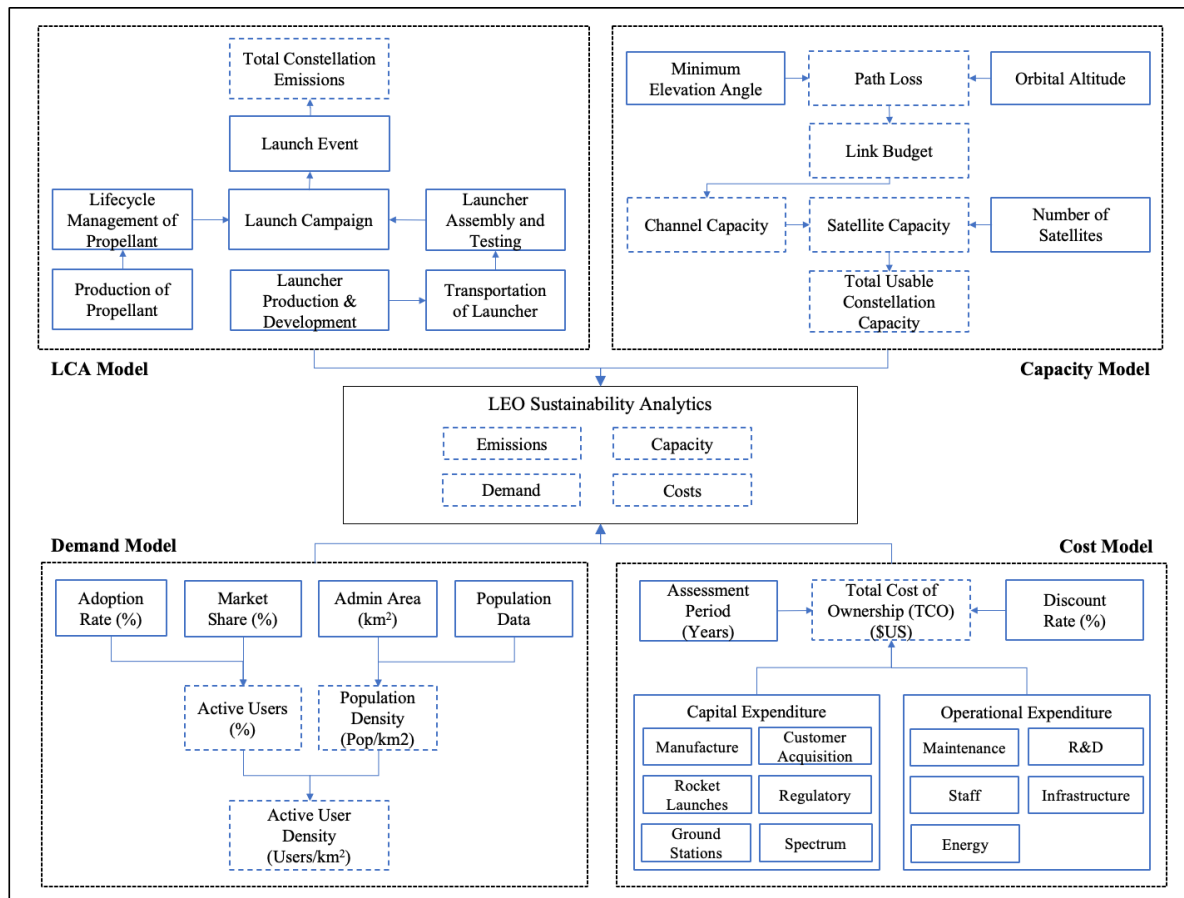 Total Constellation
Emissions
Launch Event
Lifecycle
Management of
Propellant
Launch Campaign
Launcher
Assembly and
Testing
Production of
Propellant
Launcher
Production &
Development
Transportation
of Launcher
LCA Model
Minimum
Elevation Angle
Path Loss
Orbital Altitude
Link Budget
Channel Capacity
Satellite Capacity
Number of
Satellites
Total Usable
Constellation
Capacity
Capacity Model
LEO Sustainability Analytics
Emissions
Capacity
Demand
Costs
Demand Model
Adoption
Rate (%)
Market
Share (%)
Admin Area
(km²)
Population
Data
Active Users
(%)
Population
Density
(Pop/km2)
Active User
Density
(Users/km²)
Cost Model
Assessment
Period
(Years)
Total Cost of
Ownership (TCO)
($US)
Discount
Rate (%)
Capital Expenditure
Manufacture
Customer
Acquisition
Rocket
Launches
Regulatory
Ground
Stations
Spectrum
Operational Expenditure
Maintenance
R&D
Staff
Infrastructure
Energy